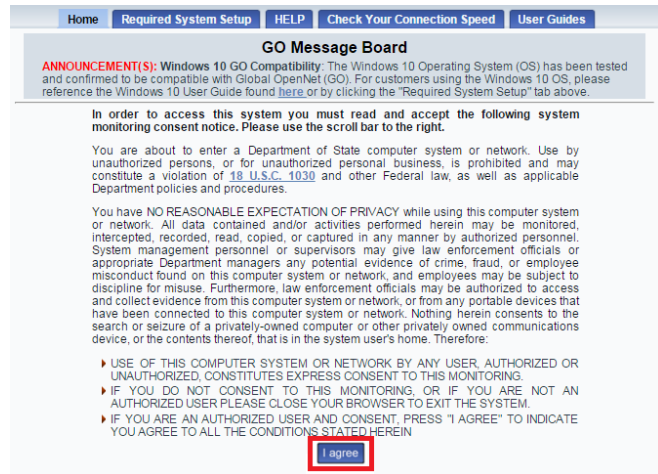 Home Required System Setup HELP Check Your Connection Speed User Guides
GO Message Board
ANNOUNCEMENT(S): Windows 10 GO Compatibility: The Windows 10 Operating System (OS) has been tested
and confirmed to be compatible with Global OpenNet (GO). For customers using the Windows 10 OS, please
reference the Windows 10 User Guide found here or by clicking the "Required System Setup" tab above.
In order to access this system you must read and accept the following system
monitoring consent notice. Please use the scroll bar to the right.
You are about to enter a Department of State computer system or network. Use by
unauthorized persons, or for unauthorized personal business, is prohibited and may
constitute a violation of 18 U.S.C. 1030 and other Federal law, as well as applicable
Department policies and procedures.
You have NO REASONABLE EXPECTATION OF PRIVACY while using this computer system
or network. All data contained and/or activities performed herein may be monitored,
intercepted, recorded, read, copied, or captured in any manner by authorized personnel.
System management personnel or supervisors may give law enforcement officials or
appropriate Department managers any potential evidence of crime, fraud, or employee
misconduct found on this computer system or network, and employees may be subject to
discipline for misuse. Furthermore, law enforcement officials may be authorized to access
and collect evidence from this computer system or network, or from any portable devices that
have been connected to this computer system or network. Nothing herein consents to the
search or seizure of a privately-owned computer or other privately owned communications
device, or the contents thereof, that is in the system user's home. Therefore:
USE OF THIS COMPUTER SYSTEM OR NETWORK BY ANY USER, AUTHORIZED OR
UNAUTHORIZED, CONSTITUTES EXPRESS CONSENT TO THIS MONITORING.
IF YOU DO NOT CONSENT TO THIS MONITORING, OR IF YOU ARE NOT AN
AUTHORIZED USER PLEASE CLOSE YOUR BROWSER TO EXIT THE SYSTEM.
IF YOU ARE AN AUTHORIZED USER AND CONSENT, PRESS "I AGREE" TO INDICATE
YOU AGREE TO ALL THE CONDITIONS STATED HEREIN
I agree